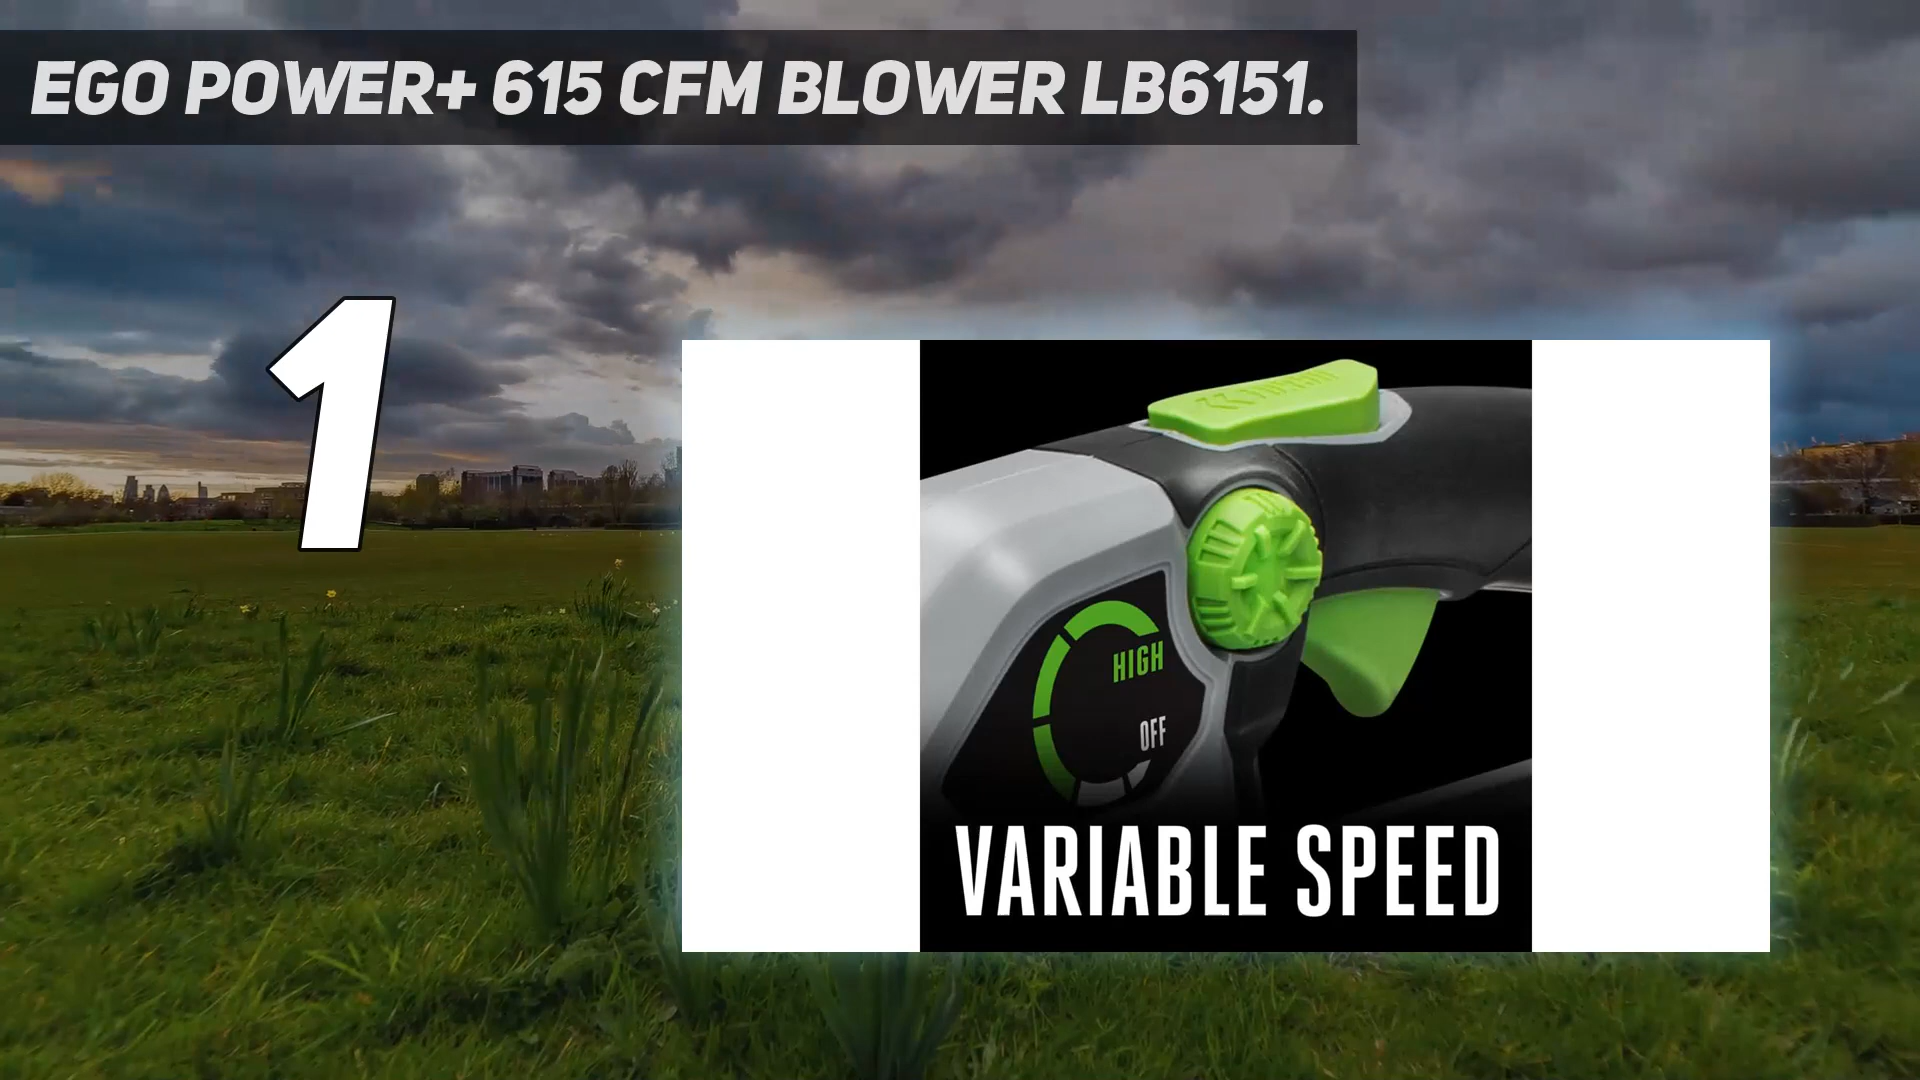 EGO POWER+ 615 CFM BLOWER LB6151.
1
HIGH
OFF
VARIABLE SPEED